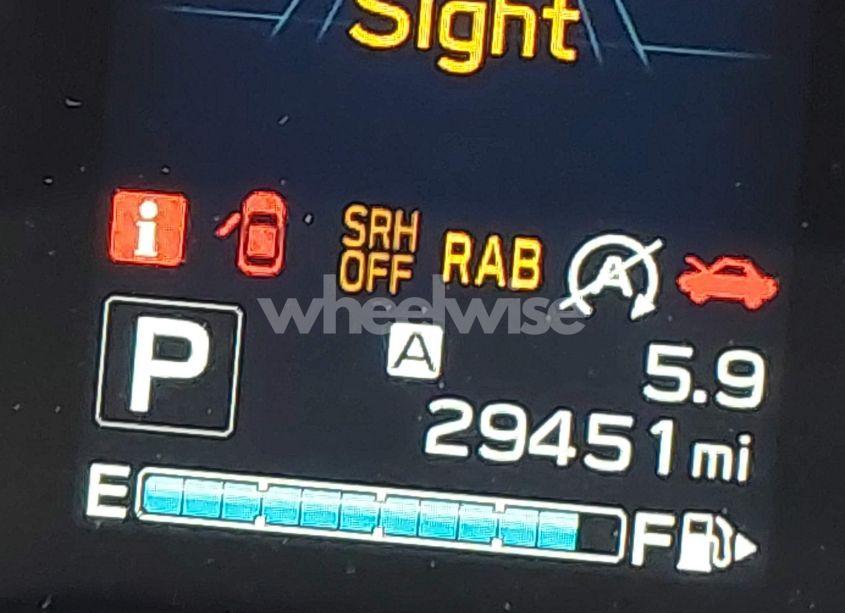 Sight
i
SRH
OFF
RAB
A
wheelwise
P
A
5.9
29451 mi
E
F